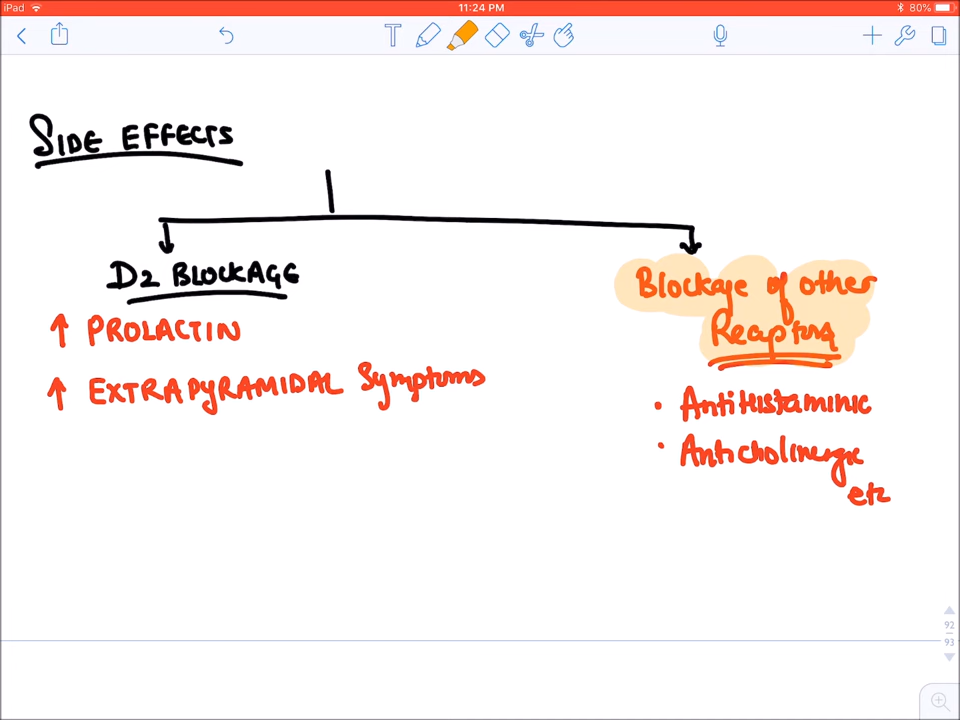 iPad
11:24 PM
80%
SIDE EFFECTS
D2 BLOCKAGE
↑ PROLACTIN
↑ EXTRAPYRAMIDAL Symptoms
Blockage of other
Receptors
• AntiHistaminic
• Anticholinergic
etc
92
93